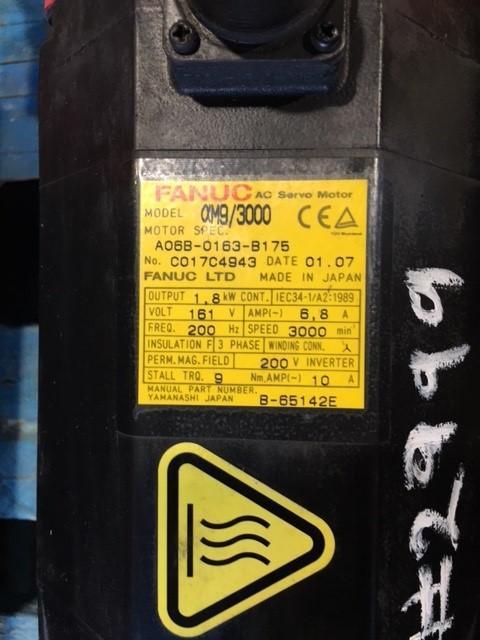 FANUC AC Servo Motor
MODEL αM9/3000 CE
MOTOR SPEC.
A06B-0163-B175
No. C017C4943 DATE 01.07
FANUC LTD MADE IN JAPAN
OUTPUT 1,8 kW CONT. IEC34-1/A2:1989
VOLT 161 V AMP(~) 6,8 A
FREQ. 200 Hz SPEED 3000 min⁻¹
INSULATION F 3 PHASE WINDING CONN. ⅄
PERM. MAG. FIELD 200 V INVERTER
STALL TRQ. 9 Nm, AMP(~) 10 A
MANUAL PART NUMBER
YAMANASHI JAPAN B-65142E